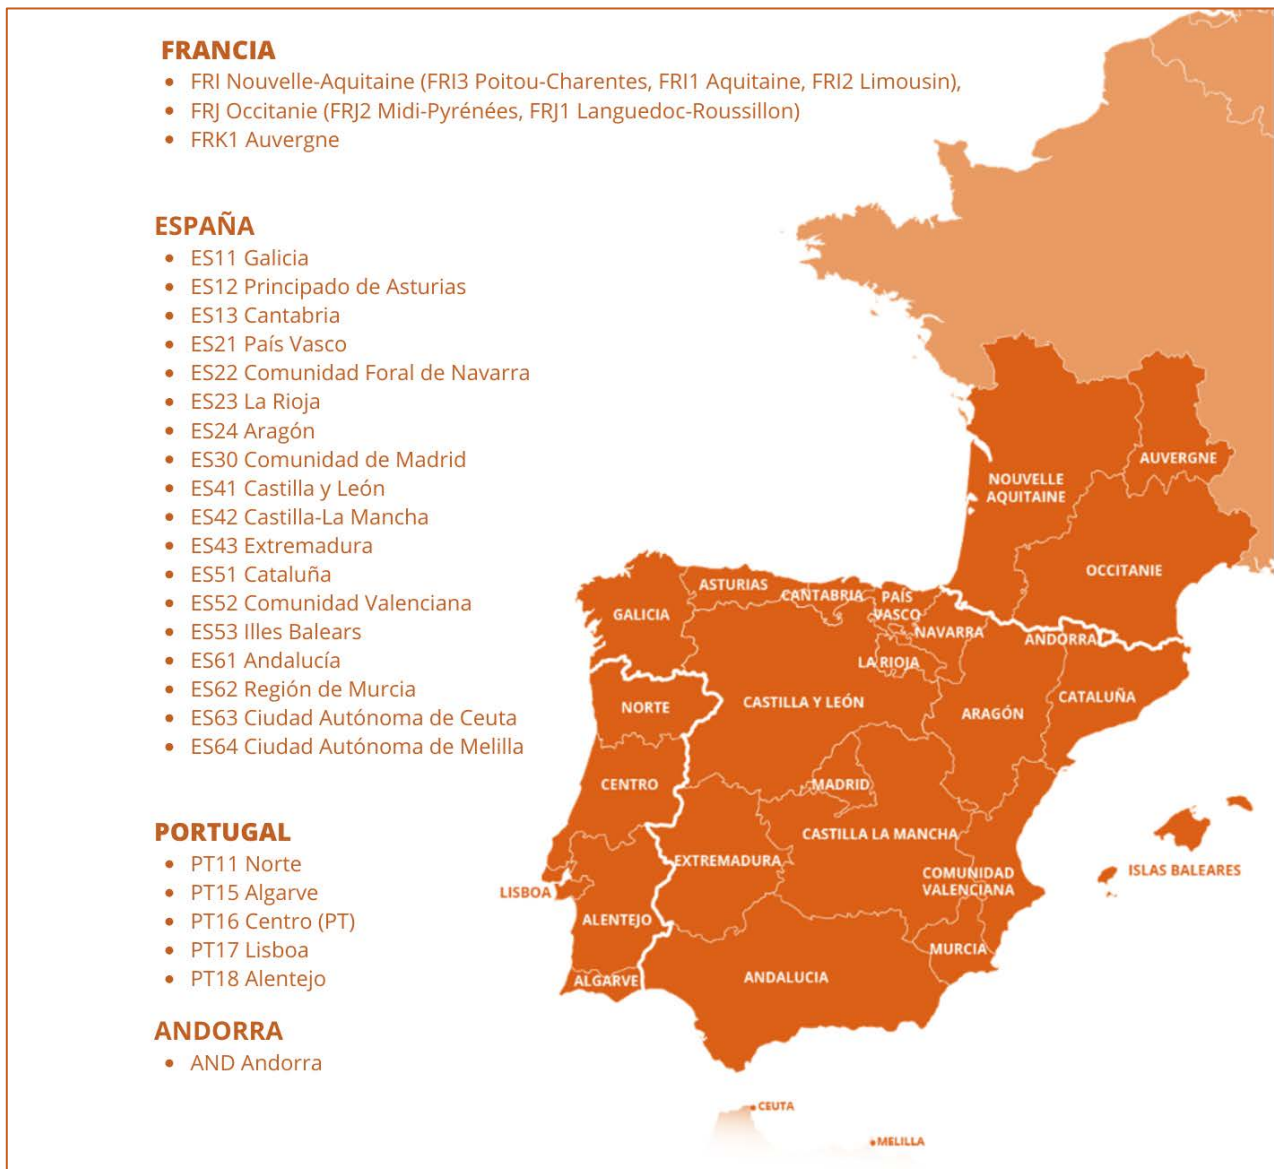 FRANCIA
• FRI Nouvelle-Aquitaine (FRI3 Poitou-Charentes, FRI1 Aquitaine, FRI2 Limousin),
• FRJ Occitanie (FRJ2 Midi-Pyrénées, FRJ1 Languedoc-Roussillon)
• FRK1 Auvergne
ESPAÑA
• ES11 Galicia
• ES12 Principado de Asturias
• ES13 Cantabria
• ES21 País Vasco
• ES22 Comunidad Foral de Navarra
• ES23 La Rioja
• ES24 Aragón
• ES30 Comunidad de Madrid
• ES41 Castilla y León
• ES42 Castilla-La Mancha
• ES43 Extremadura
• ES51 Cataluña
• ES52 Comunidad Valenciana
• ES53 Illes Balears
• ES61 Andalucía
• ES62 Región de Murcia
• ES63 Ciudad Autónoma de Ceuta
• ES64 Ciudad Autónoma de Melilla
PORTUGAL
• PT11 Norte
• PT15 Algarve
• PT16 Centro (PT)
• PT17 Lisboa
• PT18 Alentejo
ANDORRA
• AND Andorra
AUVERGNE
NOUVELLE
AQUITAINE
OCCITANIE
ASTURIAS
CANTABRIA
PAÍS
VASCO
GALICIA
NAVARRA
ANDORRA
LA RIOJA
CATALUÑA
CASTILLA Y LEÓN
NORTE
ARAGÓN
CENTRO
MADRID
CASTILLA LA MANCHA
EXTREMADURA
ISLAS BALEARES
COMUNIDAD
VALENCIANA
LISBOA
ALENTEJO
MURCIA
ALGARVE
ANDALUCIA
CEUTA
MELILLA